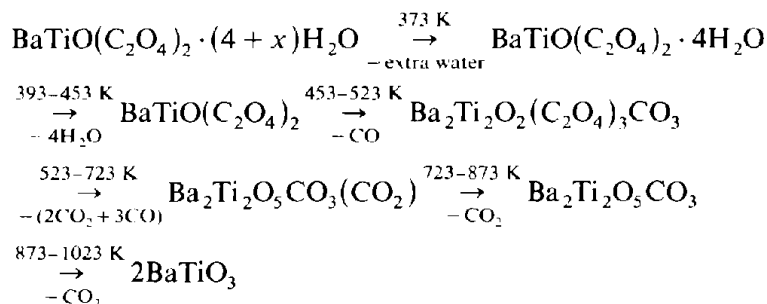 BaTiO(C₂O₄)₂·(4 + x)H₂O 373 K → −extra water BaTiO(C₂O₄)₂·4H₂O
393–453 K → −4H₂O BaTiO(C₂O₄)₂ 453–523 K → −CO Ba₂Ti₂O₂(C₂O₄)₃CO₃
523–723 K → −(2CO₂ + 3CO) Ba₂Ti₂O₅CO₃(CO₂) 723–873 K → −CO₂ Ba₂Ti₂O₅CO₃
873–1023 K → −CO₂ 2BaTiO₃